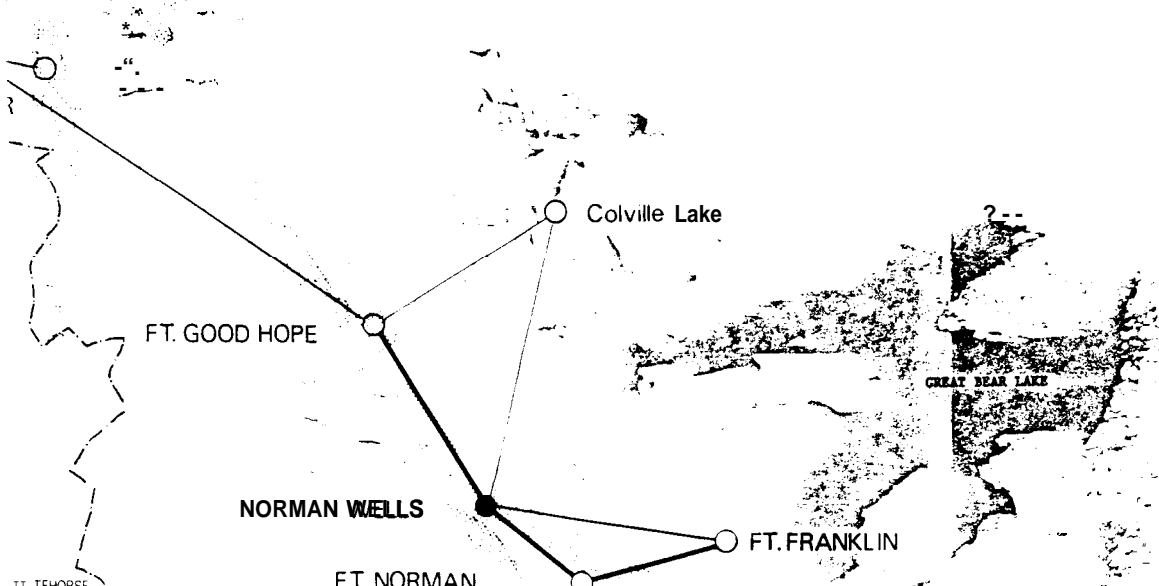 Colville Lake
FT. GOOD HOPE
GREAT BEAR LAKE
NORMAN WELLS
FT. FRANKLIN
FT. NORMAN